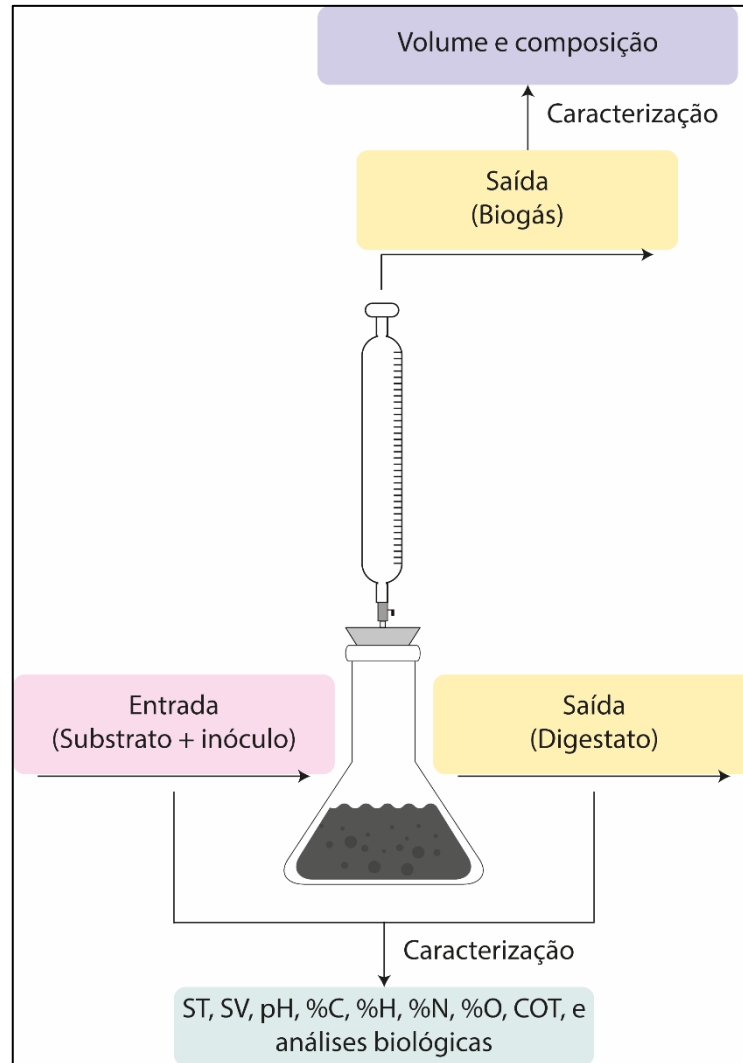 Volume e composição
Caracterização
Saída
(Biogás)
Entrada
(Substrato + inóculo)
Saída
(Digestato)
Caracterização
ST, SV, pH, %C, %H, %N, %O, COT, e
análises biológicas